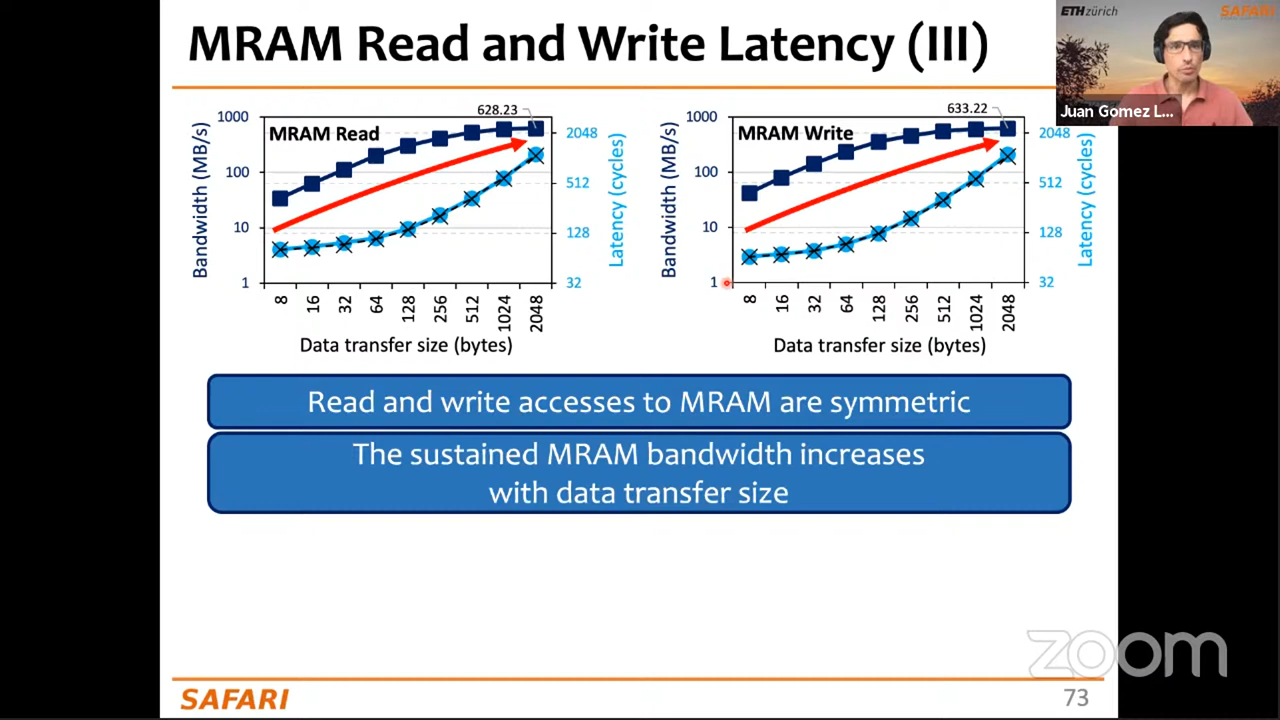 MRAM Read and Write Latency (III)
ETHzürich
SAFARI
Juan Gomez L...
628.23
1000
100
10
1
MRAM Read
Bandwidth (MB/s)
2048
512
128
32
Latency (cycles)
8 16 32 64 128 256 512 1024 2048
Data transfer size (bytes)
633.22
1000
100
10
1
MRAM Write
Bandwidth (MB/s)
2048
512
128
32
Latency (cycles)
8 16 32 64 128 256 512 1024 2048
Data transfer size (bytes)
Read and write accesses to MRAM are symmetric
The sustained MRAM bandwidth increases
with data transfer size
zoom
SAFARI
73